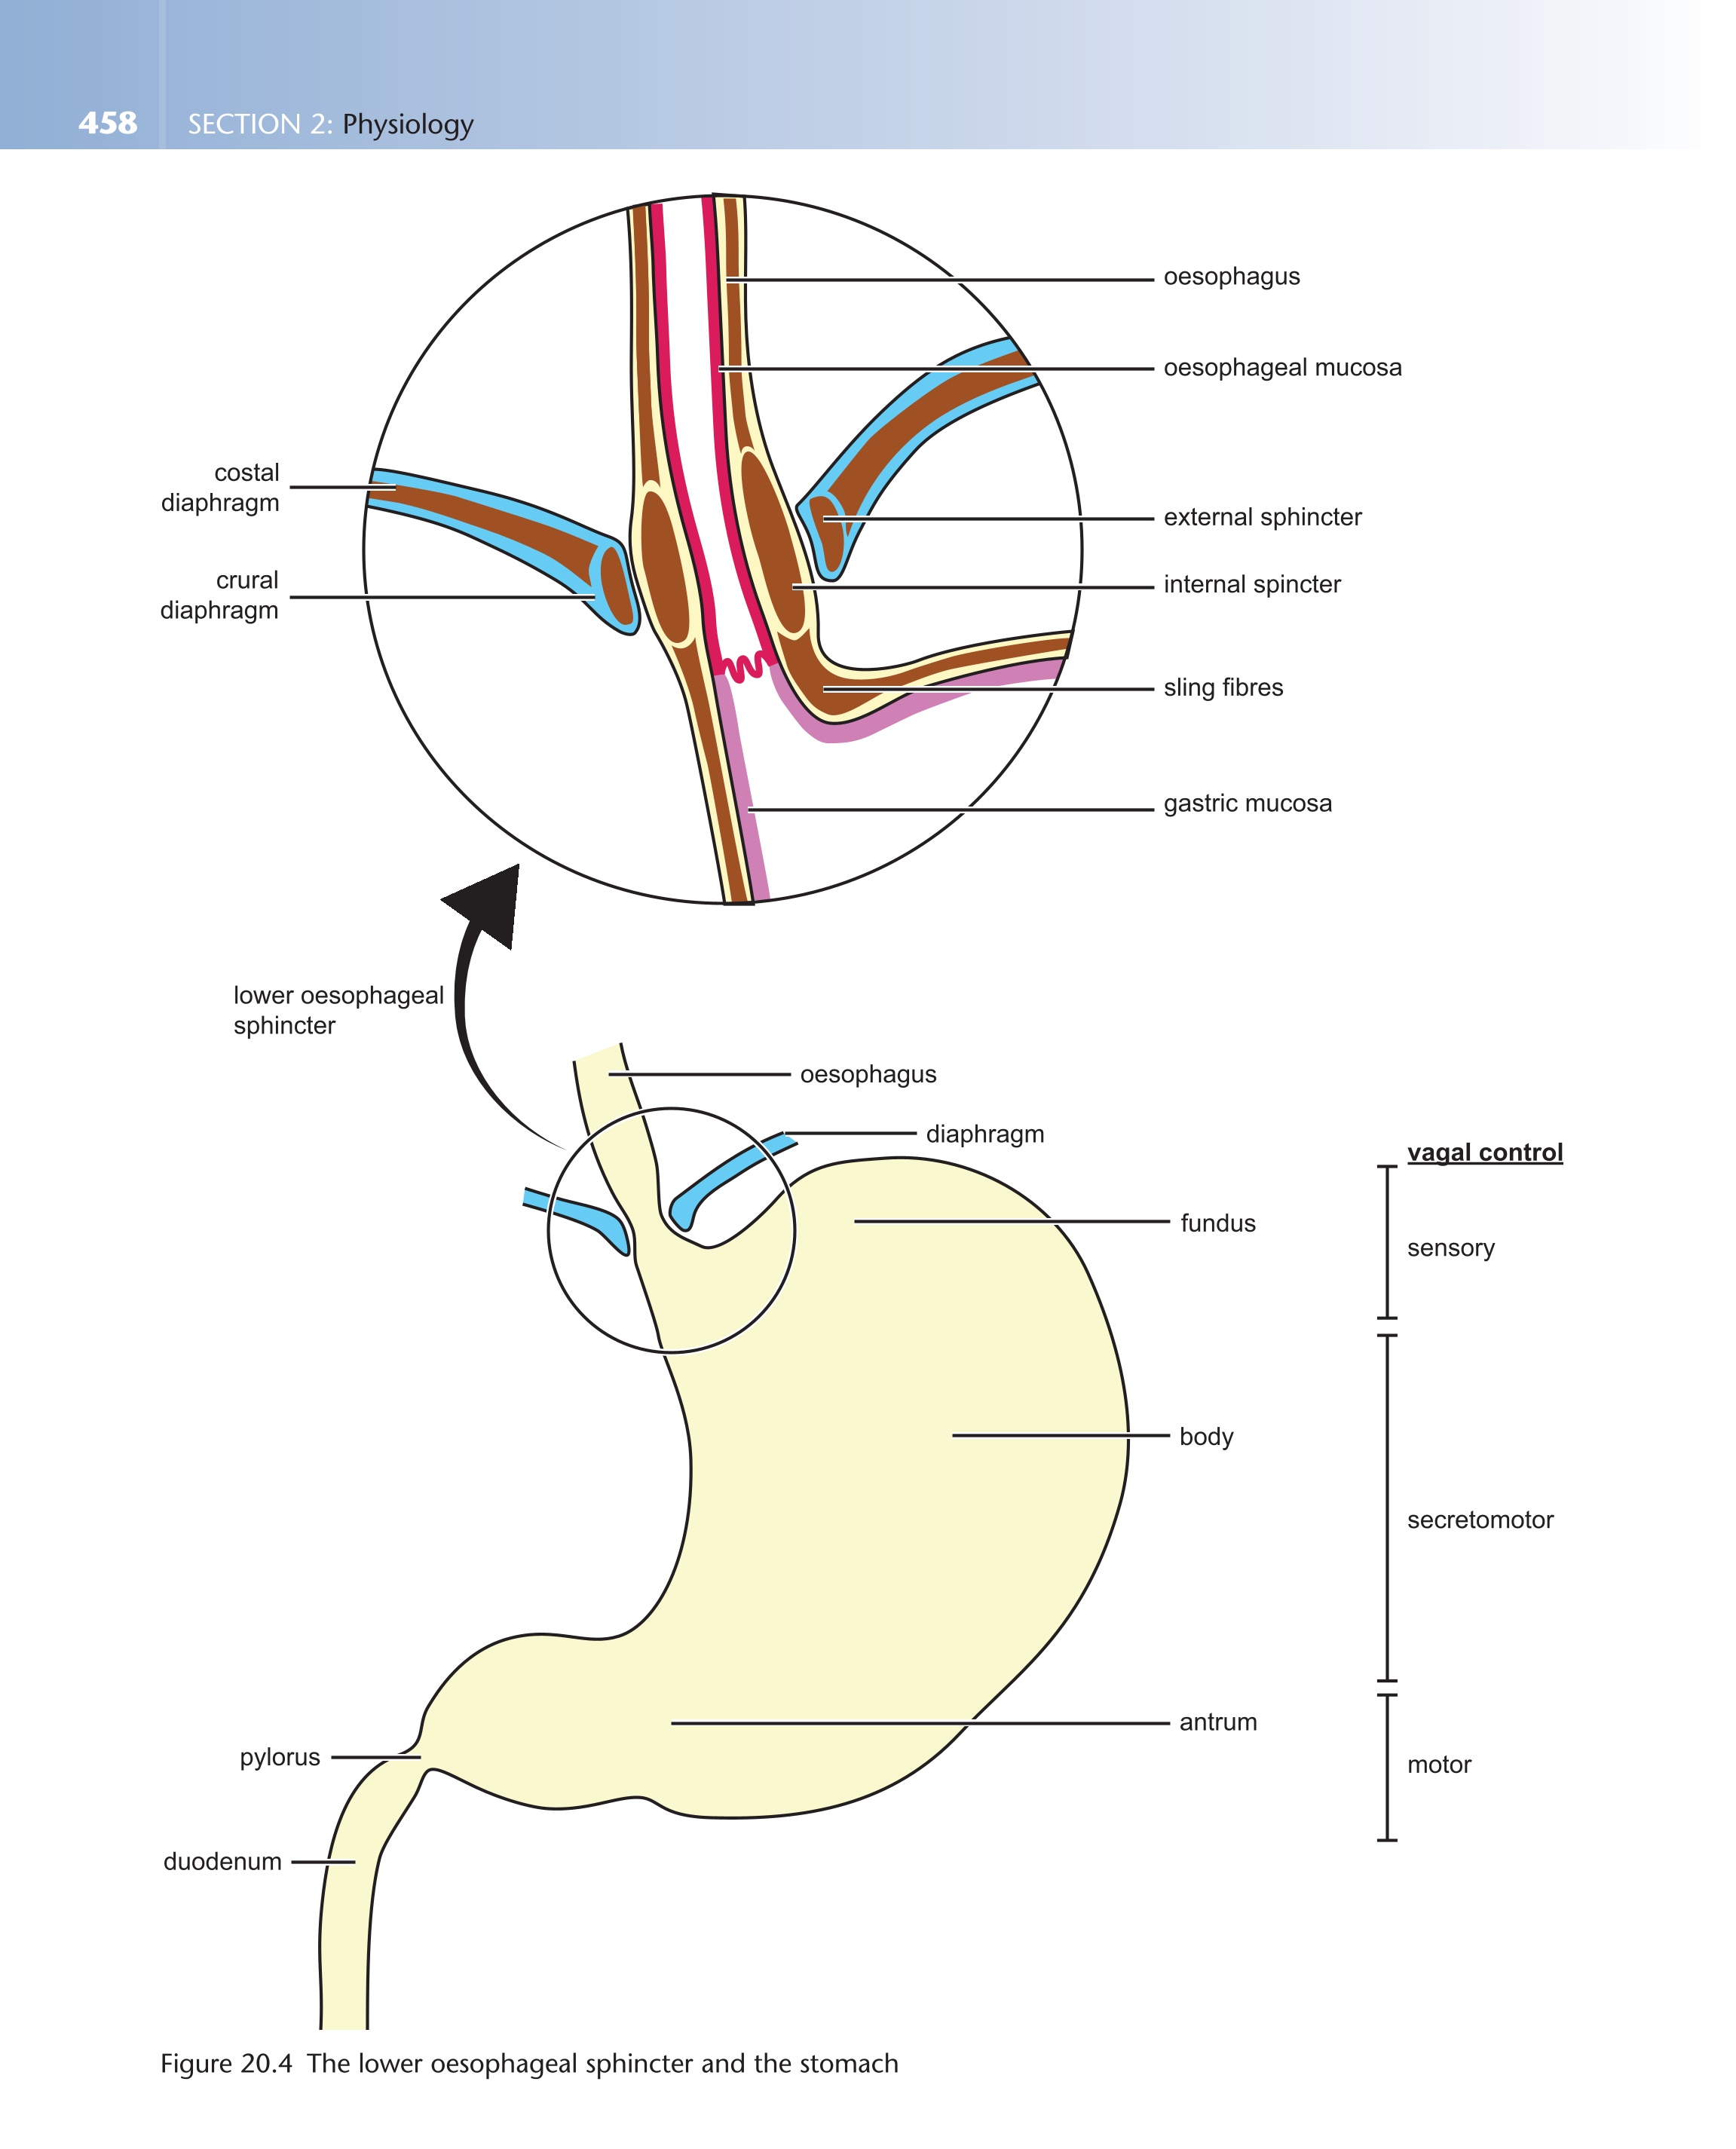 458 SECTION 2: Physiology
oesophagus
oesophageal mucosa
costal
diaphragm
external sphincter
crural
diaphragm
internal spincter
sling fibres
gastric mucosa
lower oesophageal
sphincter
oesophagus
diaphragm
vagal control
fundus
sensory
body
secretomotor
antrum
pylorus
motor
duodenum
Figure 20.4 The lower oesophageal sphincter and the stomach